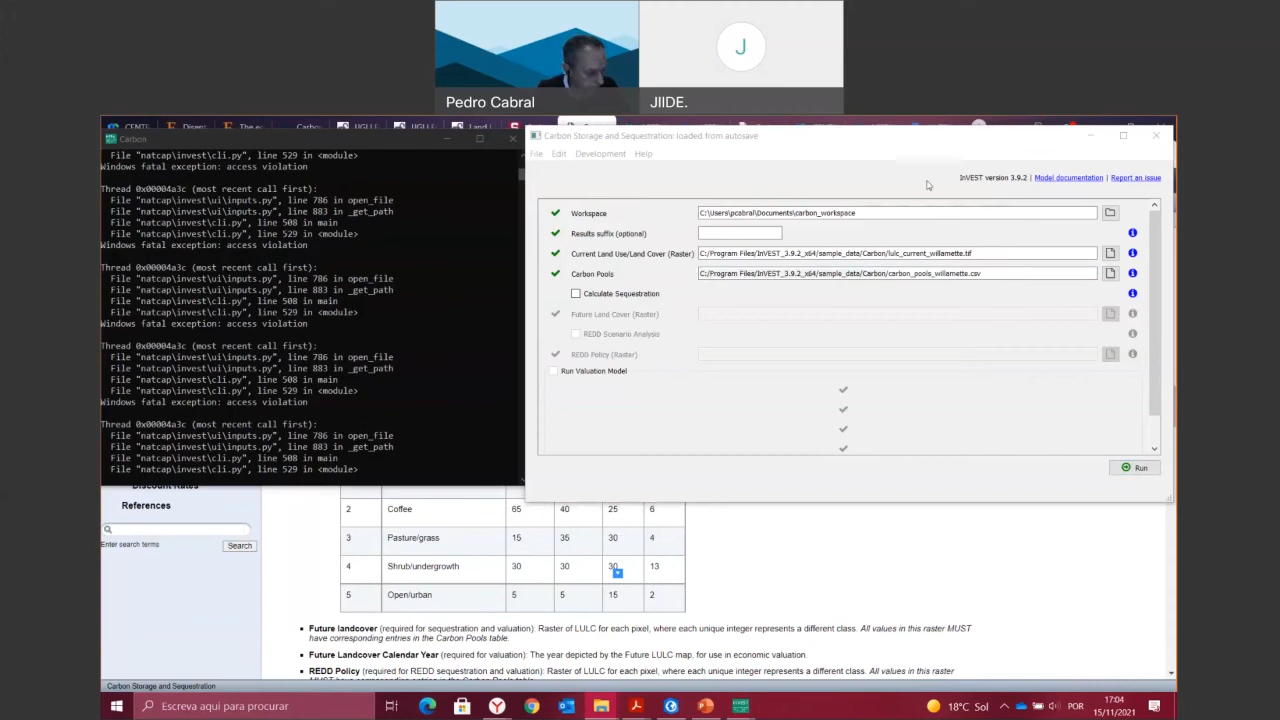 J
Pedro Cabral
JIIDE.
CENTE
Disent
The e
Carbo
UGLI
UGLI
Land
Carbon
File "natcap\invest\cli.py", line 529 in <module>
Windows fatal exception: access violation
Thread 0x00004a3c (most recent call first):
File "natcap\invest\ui\inputs.py", line 786 in open_file
File "natcap\invest\ui\inputs.py", line 883 in _get_path
File "natcap\invest\cli.py", line 508 in main
File "natcap\invest\cli.py", line 529 in <module>
Windows fatal exception: access violation
Thread 0x00004a3c (most recent call first):
File "natcap\invest\ui\inputs.py", line 786 in open_file
File "natcap\invest\ui\inputs.py", line 883 in _get_path
File "natcap\invest\cli.py", line 508 in main
File "natcap\invest\cli.py", line 529 in <module>
Windows fatal exception: access violation
Thread 0x00004a3c (most recent call first):
File "natcap\invest\ui\inputs.py", line 786 in open_file
File "natcap\invest\ui\inputs.py", line 883 in _get_path
File "natcap\invest\cli.py", line 508 in main
File "natcap\invest\cli.py", line 529 in <module>
Windows fatal exception: access violation
Thread 0x00004a3c (most recent call first):
File "natcap\invest\ui\inputs.py", line 786 in open_file
File "natcap\invest\ui\inputs.py", line 883 in _get_path
File "natcap\invest\cli.py", line 508 in main
File "natcap\invest\cli.py", line 529 in <module>
Carbon Storage and Sequestration: loaded from autosave
File Edit Development Help
InVEST version 3.9.2 | Model documentation | Report an issue
Workspace C:\Users\pcabral\Documents\carbon_workspace
Results suffix (optional)
Current Land Use/Land Cover (Raster) C:/Program Files/InVEST_3.9.2_x64/sample_data/Carbon/lulc_current_willamette.tif
Carbon Pools C:/Program Files/InVEST_3.9.2_x64/sample_data/Carbon/carbon_pools_willamette.csv
Calculate Sequestration
Future Land Cover (Raster)
REDD Scenario Analysis
REDD Policy (Raster)
Run Valuation Model
Run
Discount Rates
References
Enter search terms Search
2 Coffee 65 40 25 6
3 Pasture/grass 15 35 30 4
4 Shrub/undergrowth 30 30 30 13
5 Open/urban 5 5 15 2
Future landcover (required for sequestration and valuation): Raster of LULC for each pixel, where each unique integer represents a different class. All values in this raster MUST
have corresponding entries in the Carbon Pools table.
Future Landcover Calendar Year (required for valuation): The year depicted by the Future LULC map, for use in economic valuation.
REDD Policy (required for REDD sequestration and valuation): Raster of LULC for each pixel, where each unique integer represents a different class. All values in this raster
Carbon Storage and Sequestration
Escreve aqui para procurar
18°C Sol
POR
17:04
15/11/2021